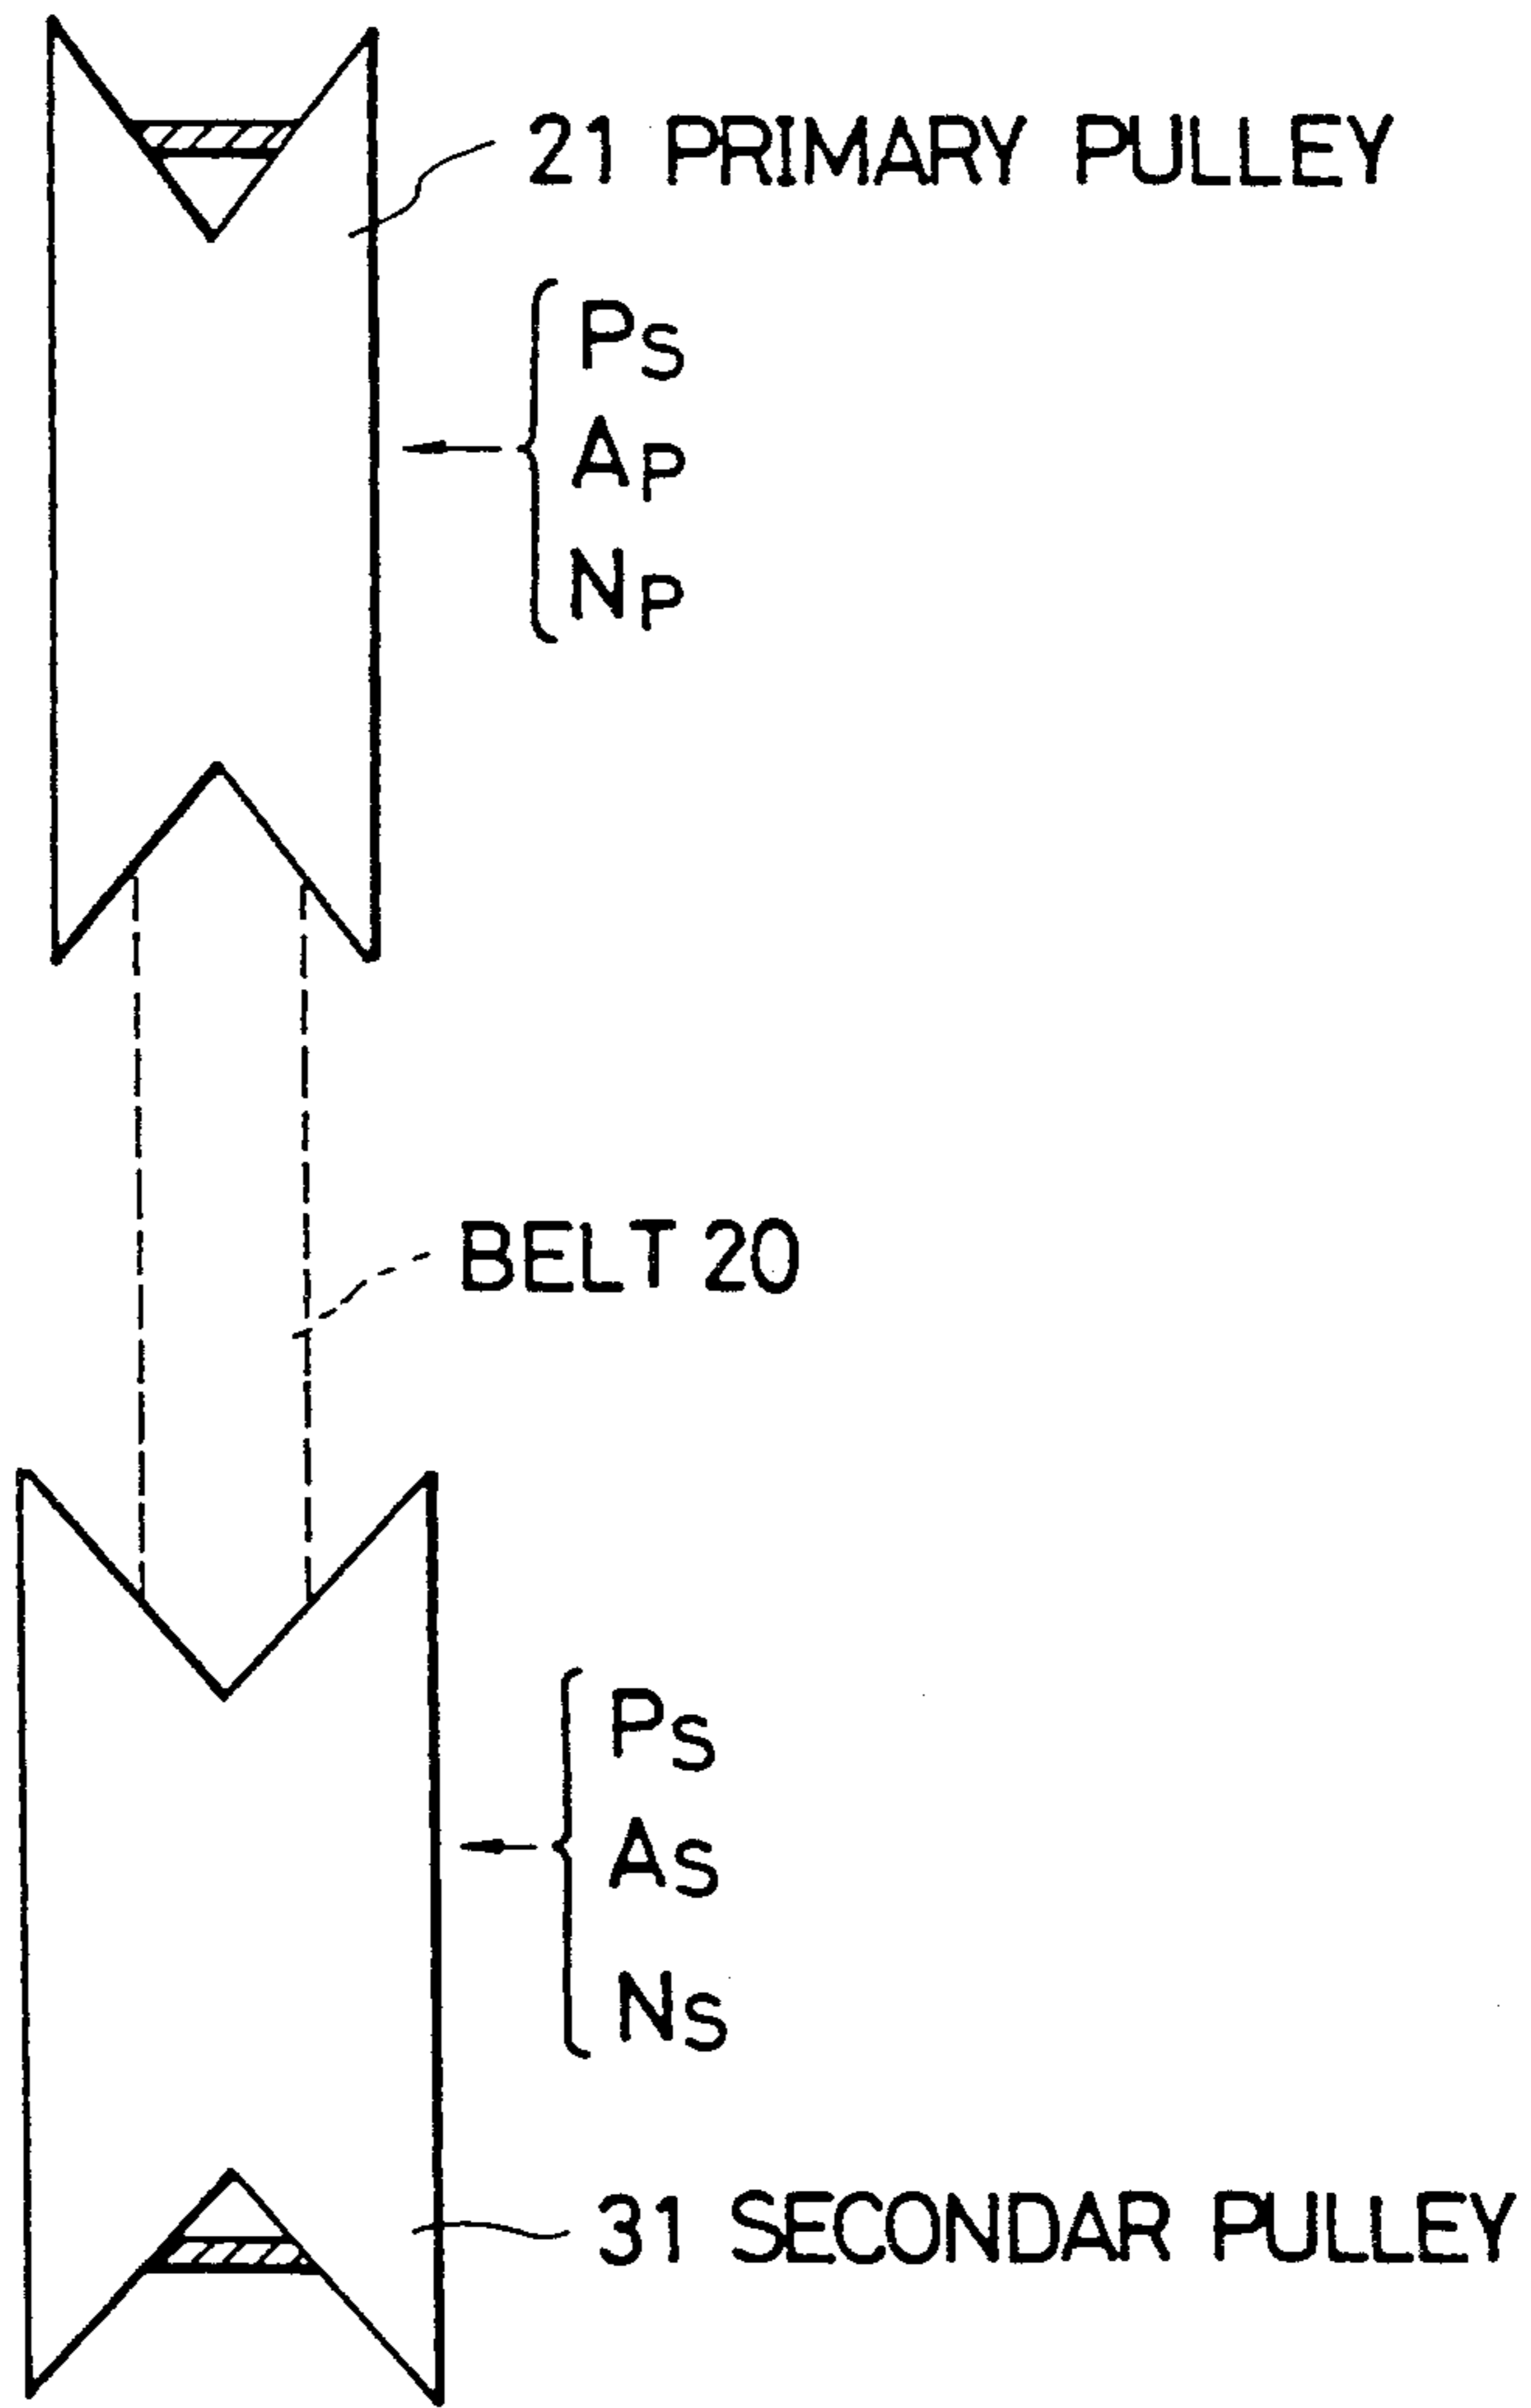 21 PRIMARY PULLEY
Ps
AP
NP
BELT 20
Ps
As
Ns
31 SECONDAR PULLEY